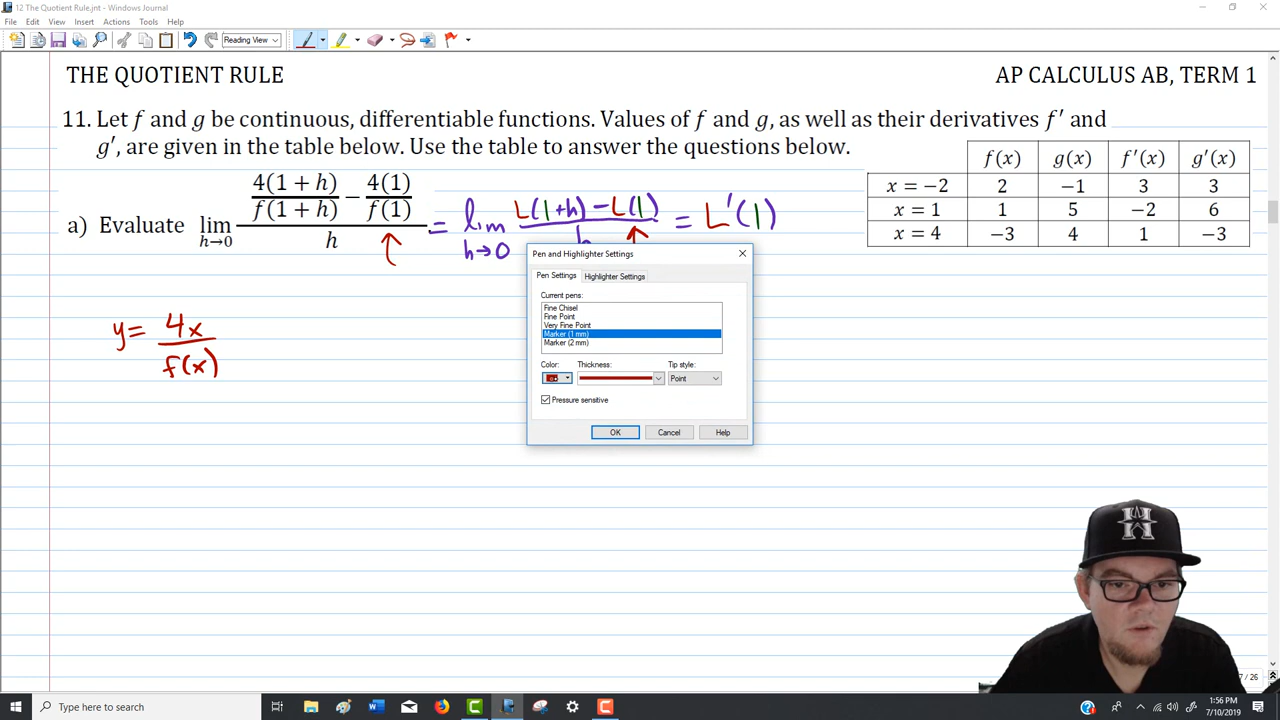 12 The Quotient Rule.jnt - Windows Journal
File Edit View Insert Actions Tools Help
Reading View
THE QUOTIENT RULE
AP CALCULUS AB, TERM 1
11. Let f and g be continuous, differentiable functions. Values of f and g, as well as their derivatives f′ and
g′, are given in the table below. Use the table to answer the questions below.
f(x) g(x) f′(x) g′(x)
x = −2 2 −1 3 3
x = 1 1 5 −2 6
x = 4 −3 4 1 −3
a) Evaluate lim h→0 (4(1 + h)/f(1 + h) − 4(1)/f(1))/h = lim h→0 (L(1+h) − L(1))/h = L′(1)
y = 4x/f(x)
Pen and Highlighter Settings
Pen Settings Highlighter Settings
Current pens:
Fine Chisel
Fine Point
Very Fine Point
Marker (1 mm)
Marker (2 mm)
Color: Thickness: Tip style:
Point
Pressure sensitive
OK Cancel Help
H
7 / 26
Type here to search
1:56 PM
7/10/2019